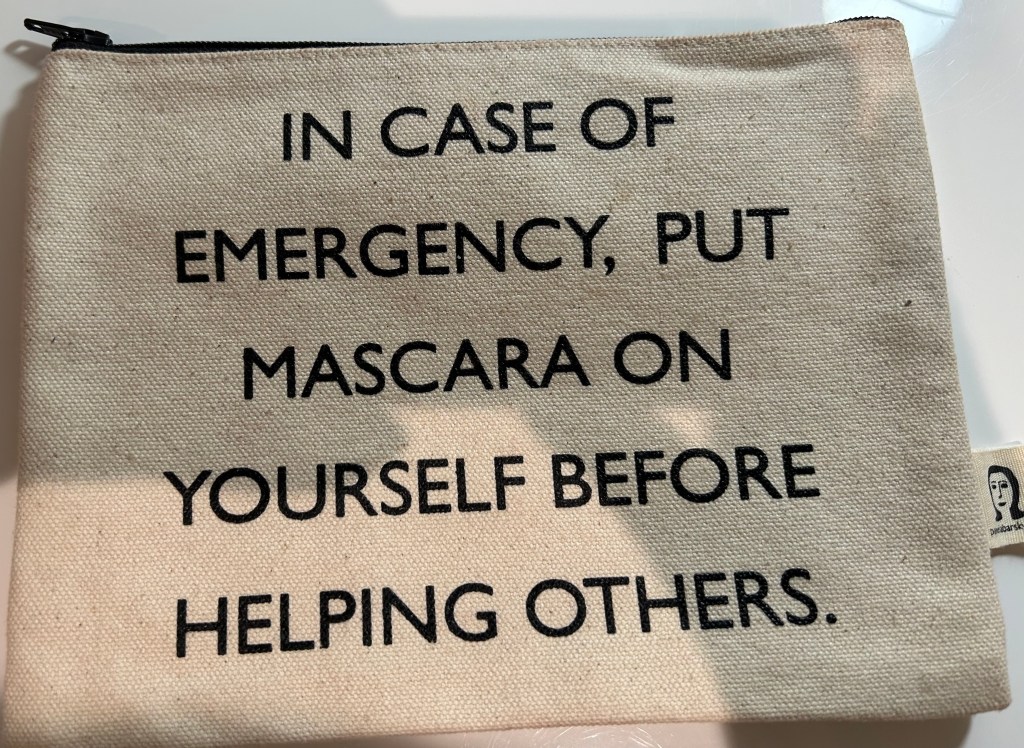 IN CASE OF
EMERGENCY, PUT
MASCARA ON
YOURSELF BEFORE
HELPING OTHERS.